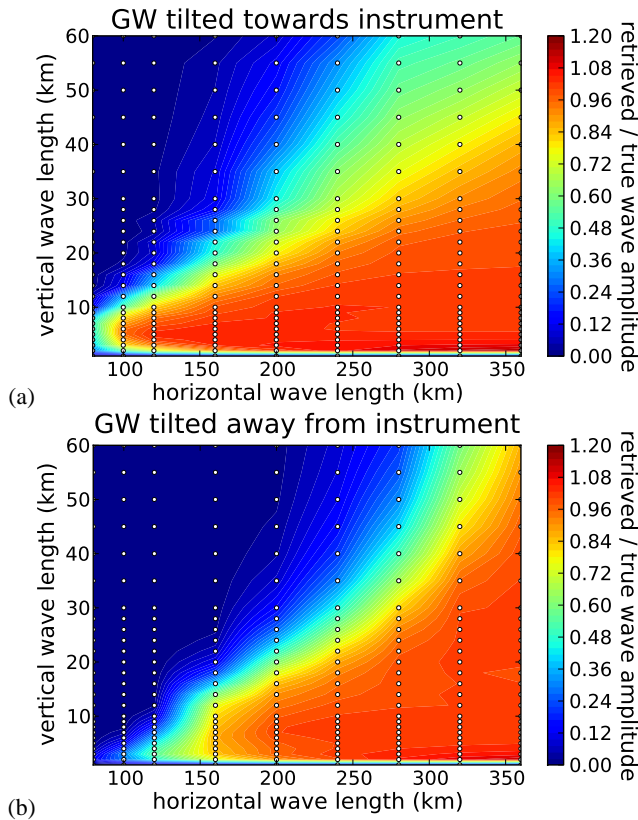 GW tilted towards instrument
60
50
40
30
20
10
vertical wave length (km)
100 150 200 250 300 350
horizontal wave length (km)
1.20
1.08
0.96
0.84
0.72
0.60
0.48
0.36
0.24
0.12
0.00
retrieved / true wave amplitude
(a)
GW tilted away from instrument
60
50
40
30
20
10
vertical wave length (km)
100 150 200 250 300 350
horizontal wave length (km)
1.20
1.08
0.96
0.84
0.72
0.60
0.48
0.36
0.24
0.12
0.00
retrieved / true wave amplitude
(b)